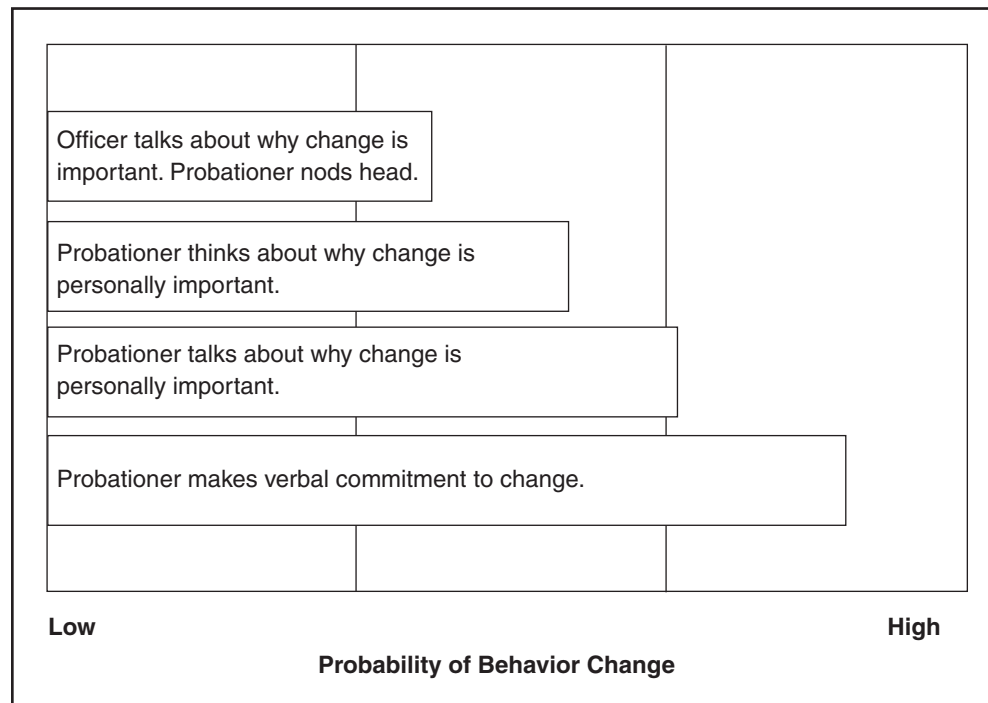 Officer talks about why change is
important. Probationer nods head.
Probationer thinks about why change is
personally important.
Probationer talks about why change is
personally important.
Probationer makes verbal commitment to change.
Low
High
Probability of Behavior Change